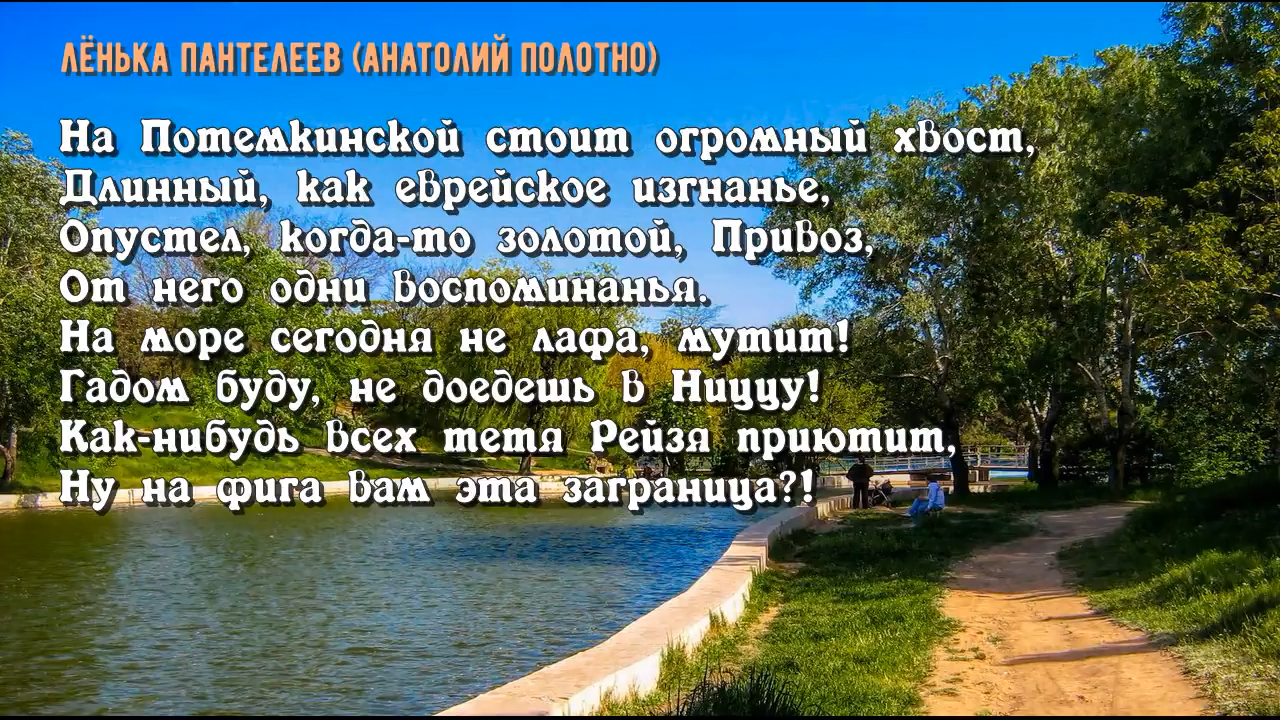 ЛЁНЬКА ПАНТЕЛЕЕВ (АНАТОЛИЙ ПОЛОТНО)
На Потемкинской стоит огромный хвост,
Длинный, как еврейское изгнанье,
Опустел, когда-то золотой, Привоз,
От него одни воспоминанья.
На море сегодня не лафа, мутит!
Гадом буду, не доедешь в Ниццу!
Как-нибудь всех тетя Рейзя приютит,
Ну на фига вам эта заграница?!